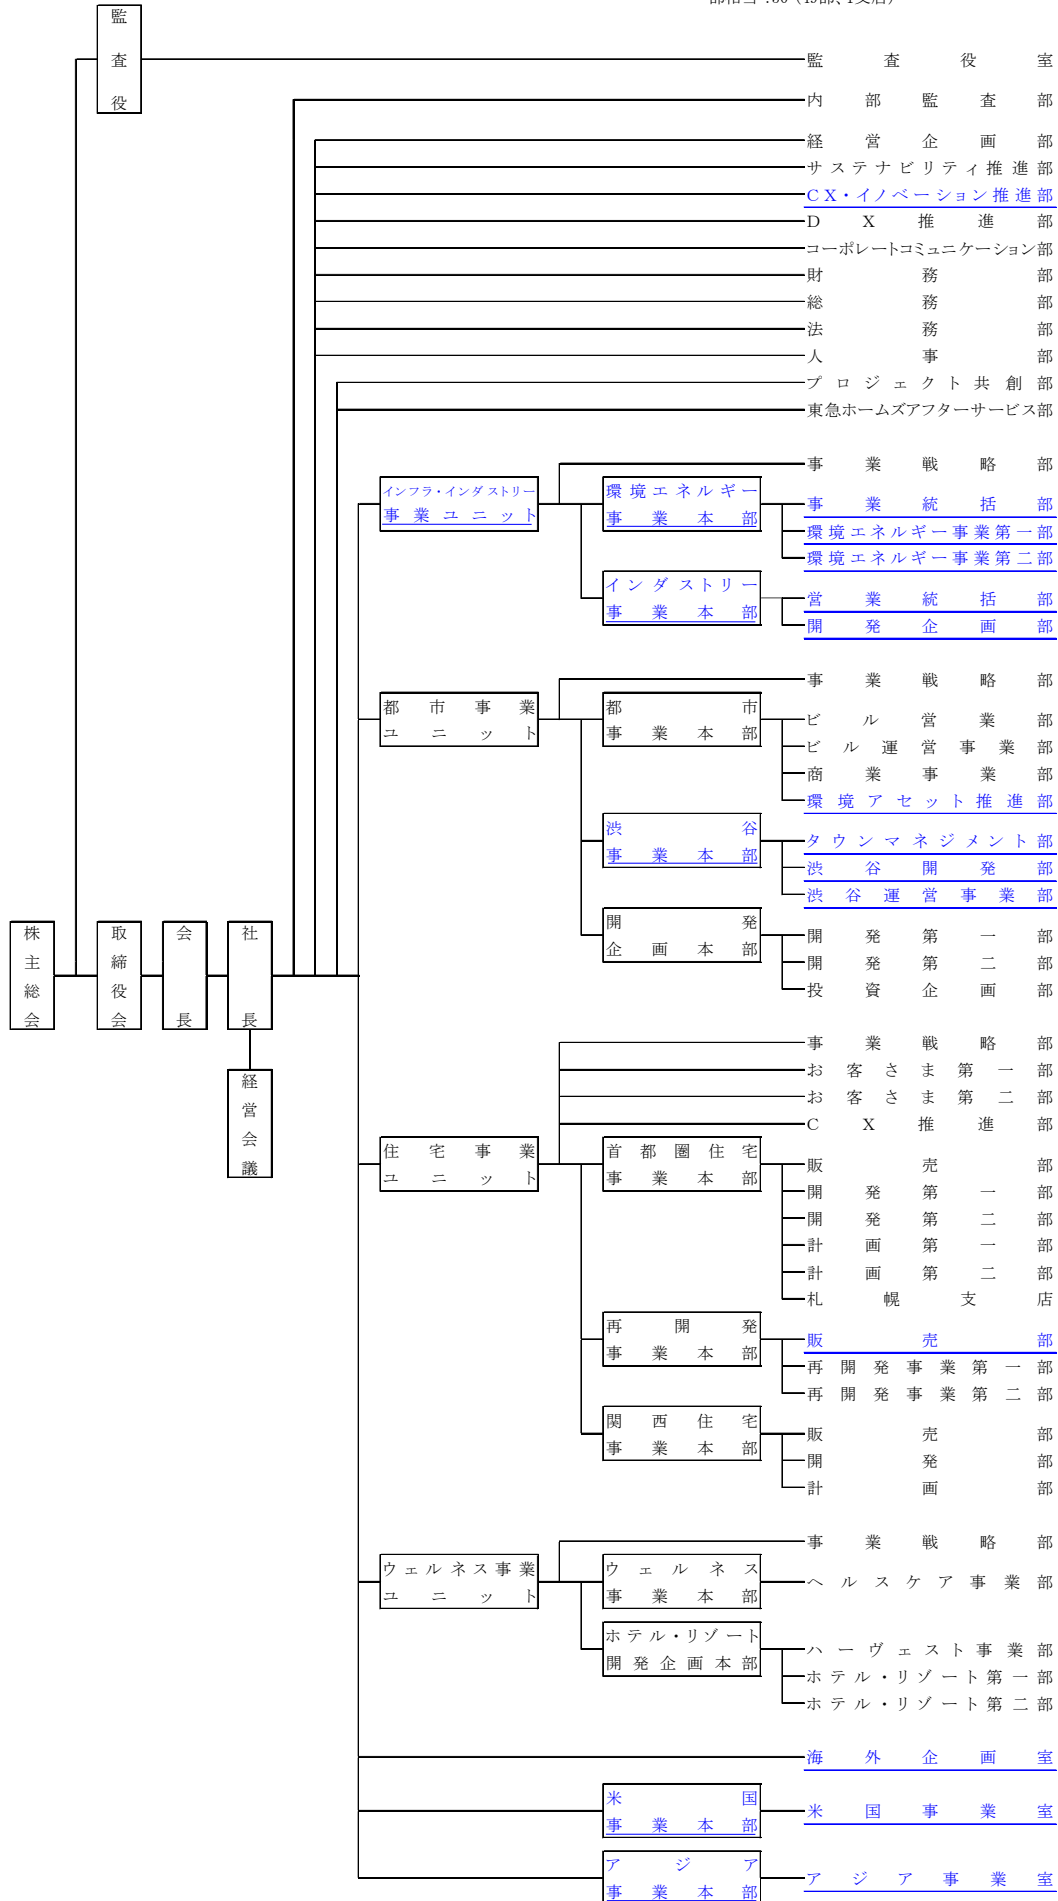 部相当:50（49部、1支店）
監査役
監査役室
内部監査部
経営企画部
サステナビリティ推進部
CX・イノベーション推進部
DX推進部
コーポレートコミュニケーション部
財務部
総務部
法務部
人事部
プロジェクト共創部
東急ホームズアフターサービス部
事業戦略部
インフラ・インダストリー
事業ユニット
環境エネルギー
事業本部
事業統括部
環境エネルギー事業第一部
環境エネルギー事業第二部
インダストリー
事業本部
営業統括部
開発企画部
事業戦略部
都市事業
ユニット
都市
事業本部
ビル営業部
ビル運営事業部
商業事業部
環境アセット推進部
渋谷
事業本部
タウンマネジメント部
渋谷開発部
渋谷運営事業部
株主総会
取締役会
会長
社長
経営会議
開発
企画本部
開発第一部
開発第二部
投資企画部
事業戦略部
お客さま第一部
お客さま第二部
CX推進部
住宅事業
ユニット
首都圏住宅
事業本部
販売部
開発第一部
開発第二部
計画第一部
計画第二部
札幌支店
再開発
事業本部
販売部
再開発事業第一部
再開発事業第二部
関西住宅
事業本部
販売部
開発部
計画部
事業戦略部
ウェルネス事業
ユニット
ウェルネス
事業本部
ヘルスケア事業部
ホテル・リゾート
開発企画本部
ハーヴェスト事業部
ホテル・リゾート第一部
ホテル・リゾート第二部
海外企画室
米国
事業本部
米国事業室
アジア
事業本部
アジア事業室